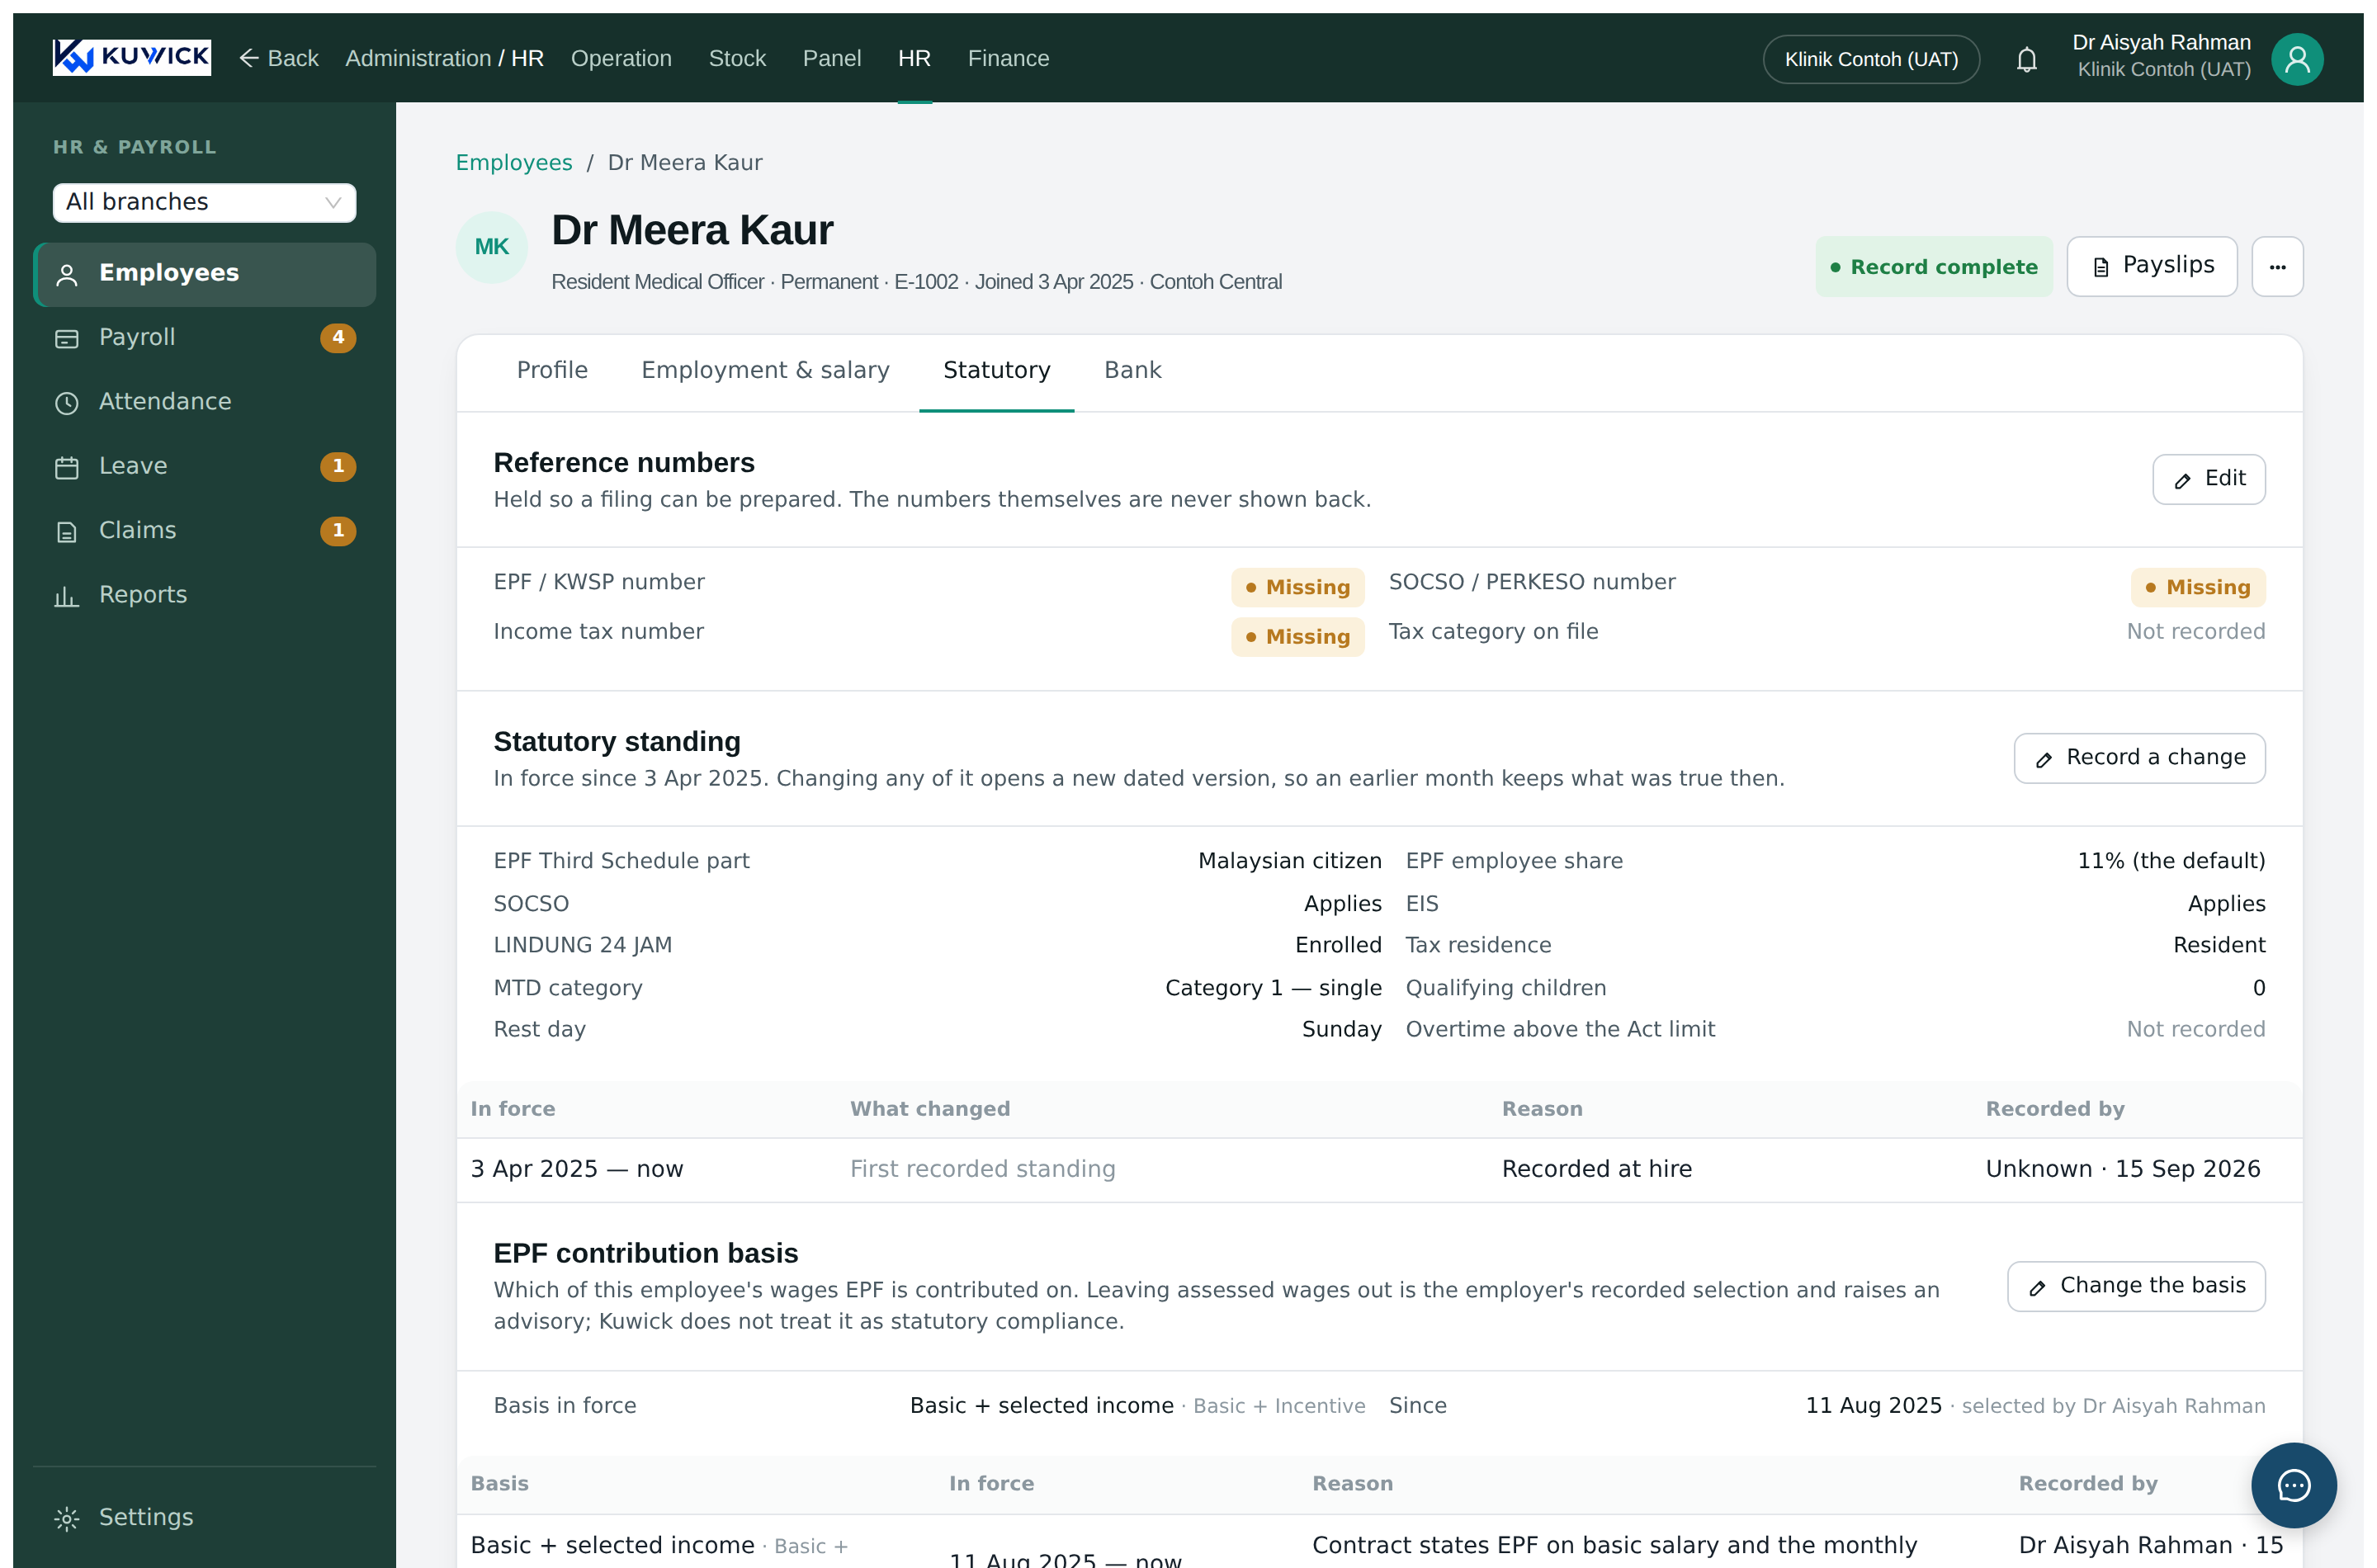 KUWICK
Back
Administration / HR
Operation
Stock
Panel
HR
Finance
Klinik Contoh (UAT)
Dr Aisyah Rahman
Klinik Contoh (UAT)
HR & PAYROLL
All branches
Employees
Payroll 4
Attendance
Leave 1
Claims 1
Reports
Settings
Employees / Dr Meera Kaur
MK
Dr Meera Kaur
Resident Medical Officer · Permanent · E-1002 · Joined 3 Apr 2025 · Contoh Central
Record complete
Payslips
Profile
Employment & salary
Statutory
Bank
Reference numbers
Held so a filing can be prepared. The numbers themselves are never shown back.
Edit
EPF / KWSP number Missing
SOCSO / PERKESO number Missing
Income tax number Missing
Tax category on file Not recorded
Statutory standing
In force since 3 Apr 2025. Changing any of it opens a new dated version, so an earlier month keeps what was true then.
Record a change
EPF Third Schedule part Malaysian citizen
EPF employee share 11% (the default)
SOCSO Applies
EIS Applies
LINDUNG 24 JAM Enrolled
Tax residence Resident
MTD category Category 1 — single
Qualifying children 0
Rest day Sunday
Overtime above the Act limit Not recorded
In force What changed Reason Recorded by
3 Apr 2025 — now First recorded standing Recorded at hire Unknown · 15 Sep 2026
EPF contribution basis
Which of this employee's wages EPF is contributed on. Leaving assessed wages out is the employer's recorded selection and raises an
advisory; Kuwick does not treat it as statutory compliance.
Change the basis
Basis in force Basic + selected income · Basic + Incentive
Since 11 Aug 2025 · selected by Dr Aisyah Rahman
Basis In force Reason Recorded by
Basic + selected income · Basic +
11 Aug 2025 — now
Contract states EPF on basic salary and the monthly
Dr Aisyah Rahman · 15